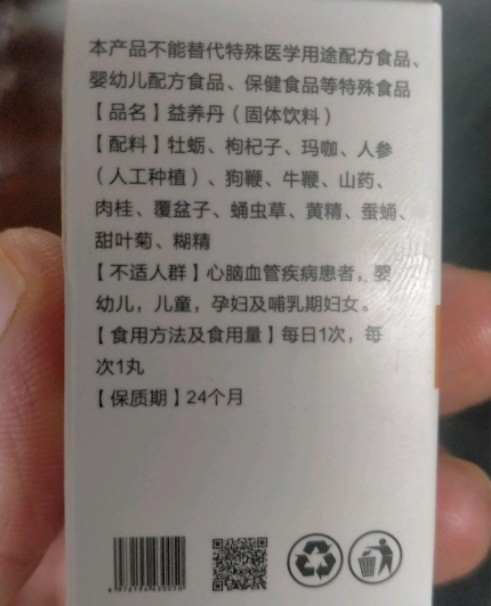 本产品不能替代特殊医学用途配方食品、
婴幼儿配方食品、保健食品等特殊食品
【品名】益养丹（固体饮料）
【配料】牡蛎、枸杞子、玛咖、人参
（人工种植）、狗鞭、牛鞭、山药、
肉桂、覆盆子、蛹虫草、黄精、蚕蛹、
甜叶菊、糊精
【不适人群】心脑血管疾病患者，婴
幼儿，儿童，孕妇及哺乳期妇女。
【食用方法及食用量】每日1次，每
次1丸
【保质期】24个月